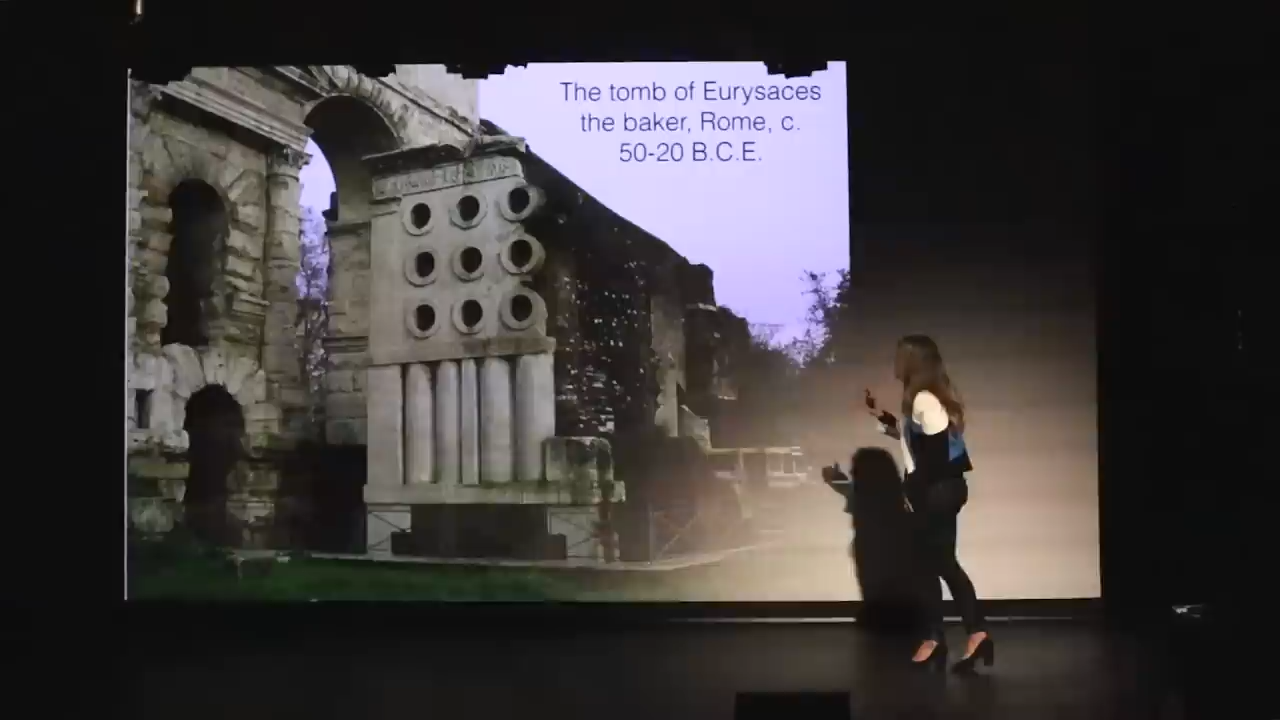 The tomb of Eurysaces
the baker, Rome, c.
50-20 B.C.E.